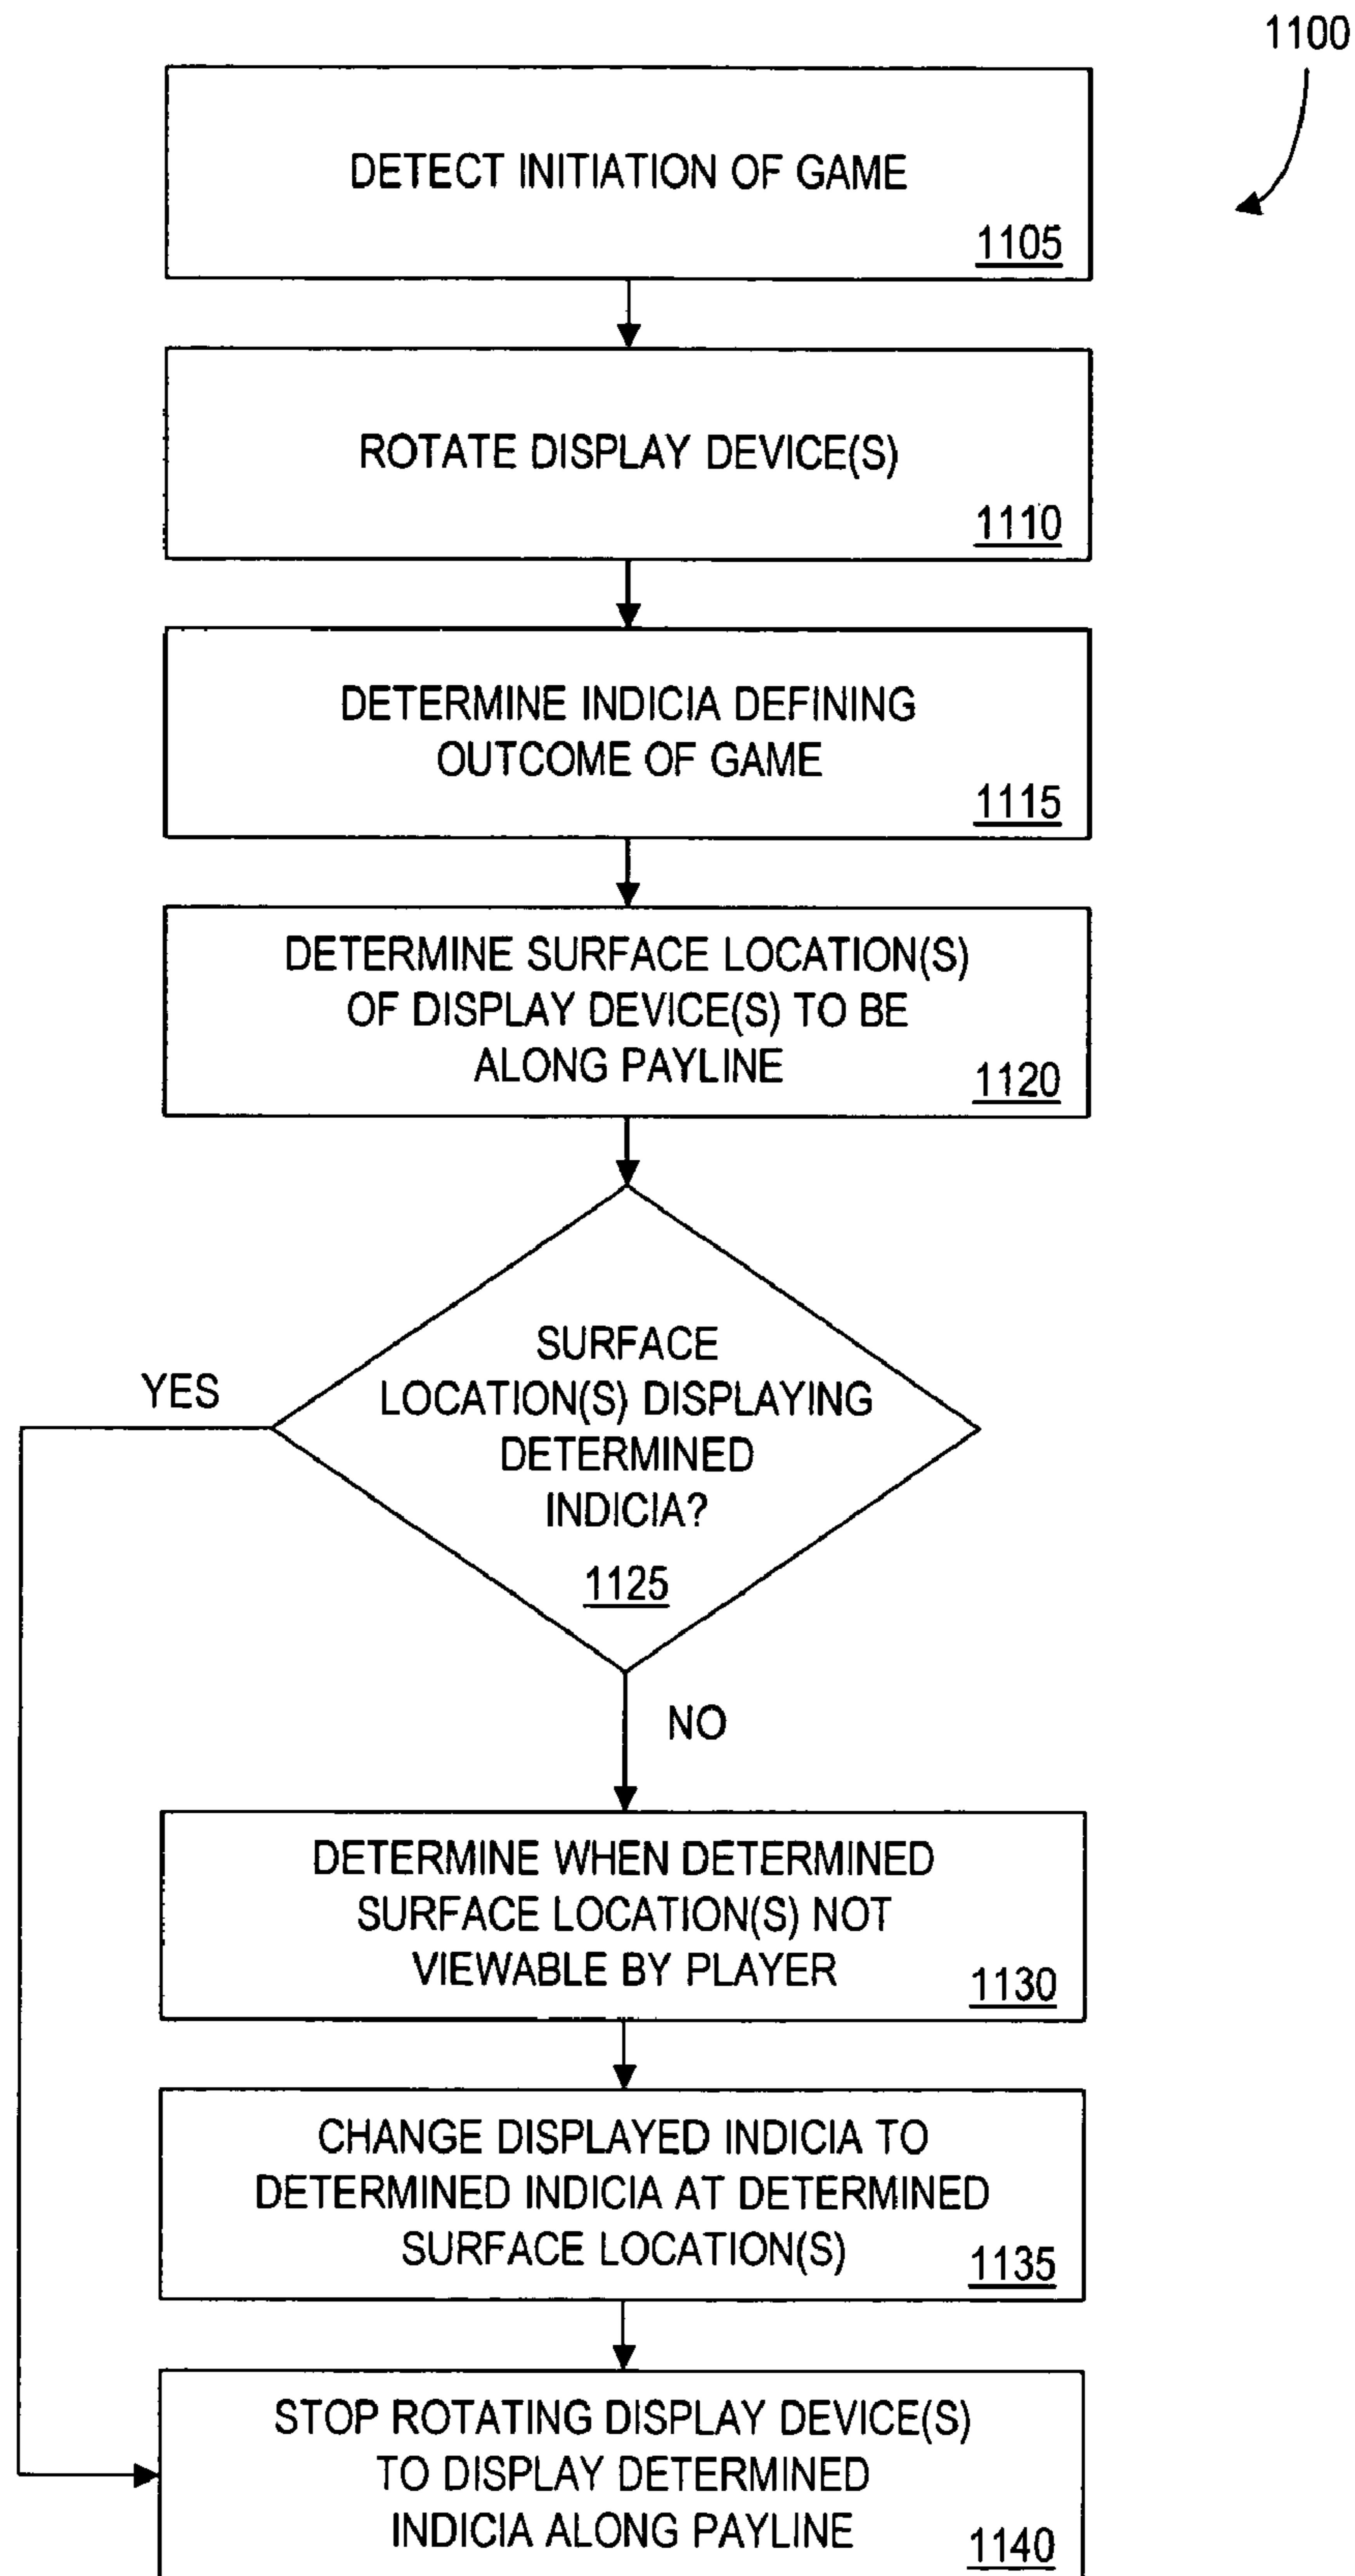 1100
DETECT INITIATION OF GAME
1105
ROTATE DISPLAY DEVICE(S)
1110
DETERMINE INDICIA DEFINING
OUTCOME OF GAME
1115
DETERMINE SURFACE LOCATION(S)
OF DISPLAY DEVICE(S) TO BE
ALONG PAYLINE
1120
SURFACE
LOCATION(S) DISPLAYING
DETERMINED
INDICIA?
1125
YES
NO
DETERMINE WHEN DETERMINED
SURFACE LOCATION(S) NOT
VIEWABLE BY PLAYER
1130
CHANGE DISPLAYED INDICIA TO
DETERMINED INDICIA AT DETERMINED
SURFACE LOCATION(S)
1135
STOP ROTATING DISPLAY DEVICE(S)
TO DISPLAY DETERMINED
INDICIA ALONG PAYLINE
1140